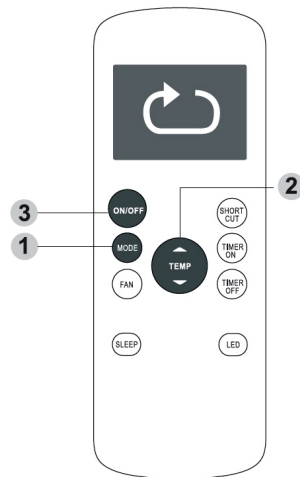 2
3
ON/OFF
SHORT
CUT
1
MODE
TEMP
TIMER
ON
FAN
TIMER
OFF
SLEEP
LED